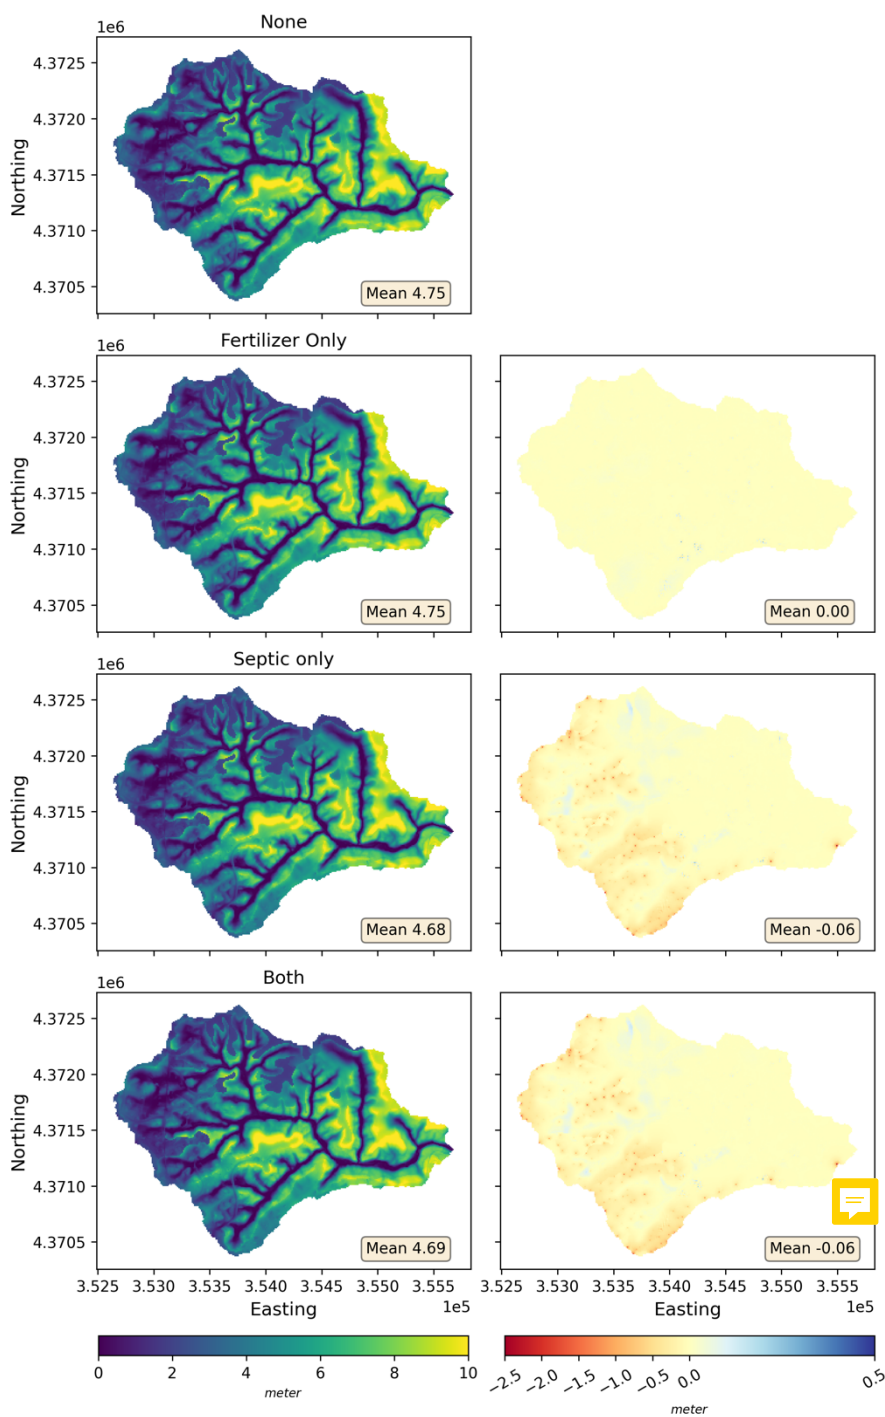 None
1e6
4.3725
4.3720
4.3715
4.3710
4.3705
Northing
Mean 4.75
Fertilizer Only
1e6
4.3725
4.3720
4.3715
4.3710
4.3705
Northing
Mean 4.75
Mean 0.00
Septic only
1e6
4.3725
4.3720
4.3715
4.3710
4.3705
Northing
Mean 4.68
Mean -0.06
Both
1e6
4.3725
4.3720
4.3715
4.3710
4.3705
Northing
Mean 4.69
Mean -0.06
3.525 3.530 3.535 3.540 3.545 3.550 3.555
Easting 1e5
3.525 3.530 3.535 3.540 3.545 3.550 3.555
Easting 1e5
0 2 4 6 8 10
meter
−2.5 −2.0 −1.5 −1.0 −0.5 0.0 0.5
meter